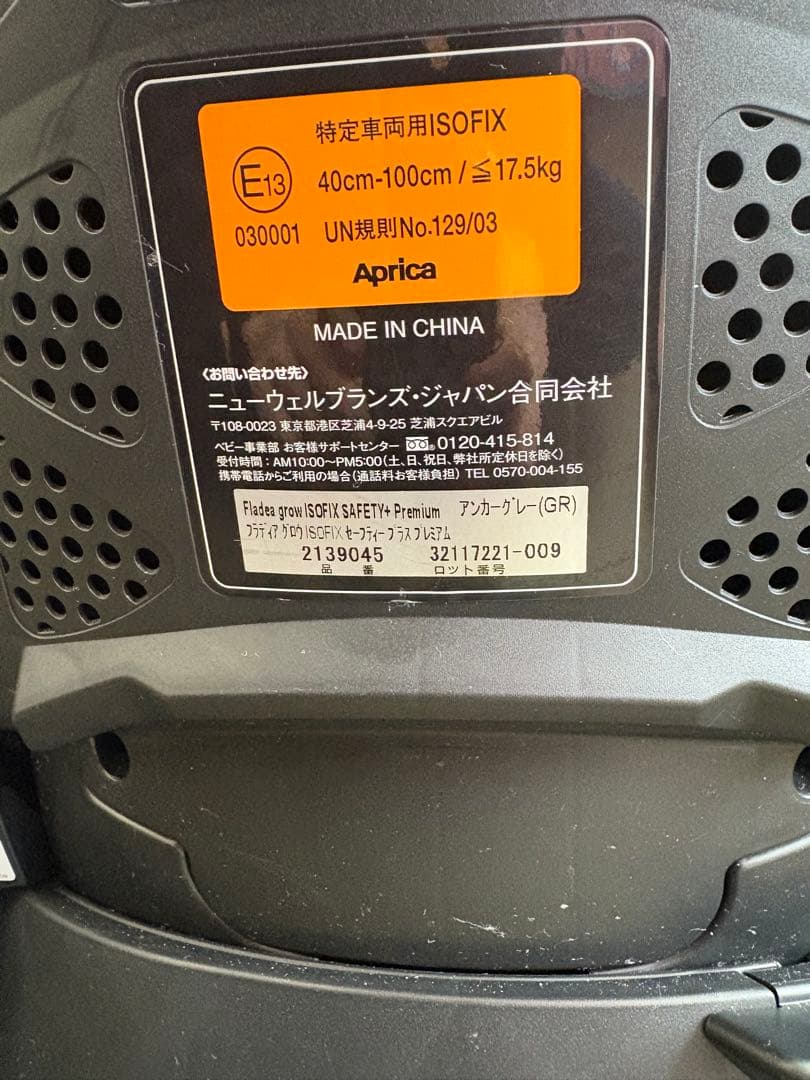 特定車両用ISOFIX
E13
40cm-100cm / ≦17.5kg
030001 UN規則No.129/03
Aprica
MADE IN CHINA
〈お問い合わせ先〉
ニューウェルブランズ・ジャパン合同会社
〒108-0023 東京都港区芝浦4-9-25 芝浦スクエアビル
ベビー事業部 お客様サポートセンター 0120-415-814
受付時間：AM10:00〜PM5:00（土、日、祝日、弊社所定休日を除く）
携帯電話からご利用の場合（通話料お客様負担）TEL 0570-004-155
Fladea grow ISOFIX SAFETY+ Premium アンカーグレー(GR)
フラディア グロウ ISOFIX セーフティー プラス プレミアム
2139045 32117221-009
品 番 ロット番号